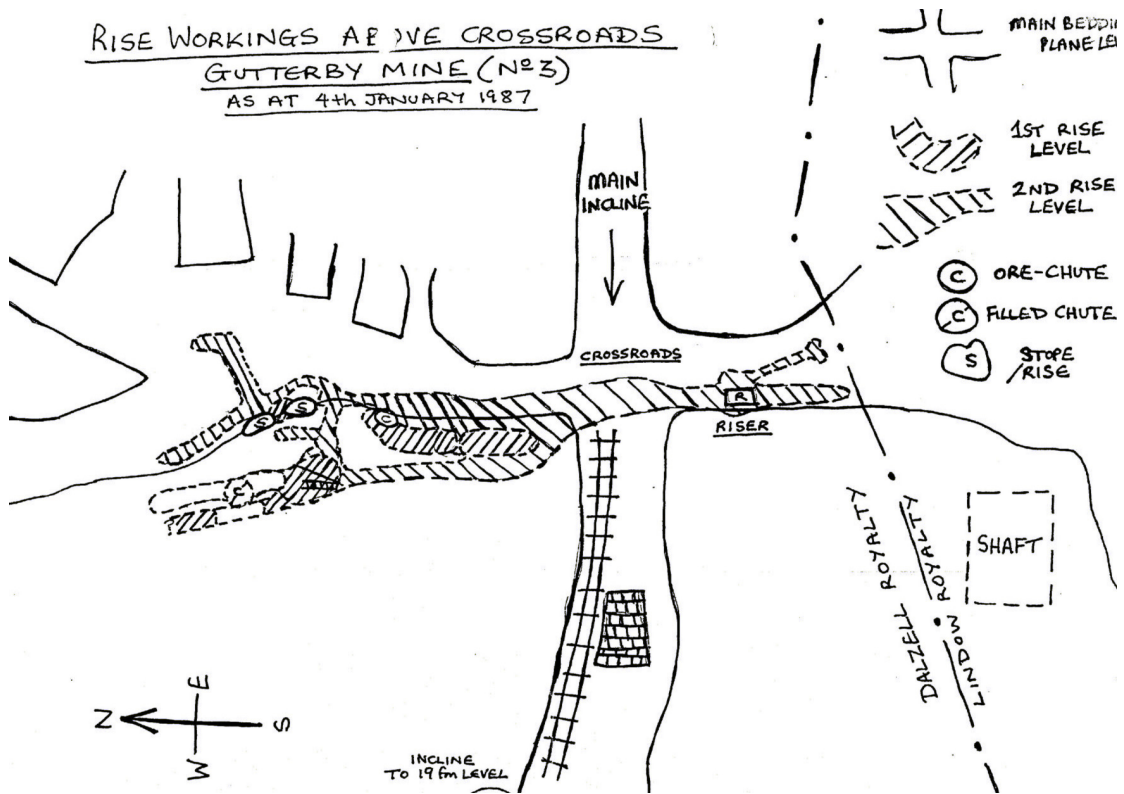 RISE WORKINGS AB VE CROSSROADS
GUTTERBY MINE (Nº3)
AS AT 4th JANUARY 1987
MAIN BEDDI
PLANE LE
1ST RISE
LEVEL
2ND RISE
LEVEL
C ORE-CHUTE
C FILLED CHUTE
S STOPE
/RISE
MAIN
INCLINE
CROSSROADS
S
S
C
C
R
RISER
DALZELL ROYALTY
LINDOW ROYALTY
SHAFT
N
E
S
W
INCLINE
TO 19fm LEVEL